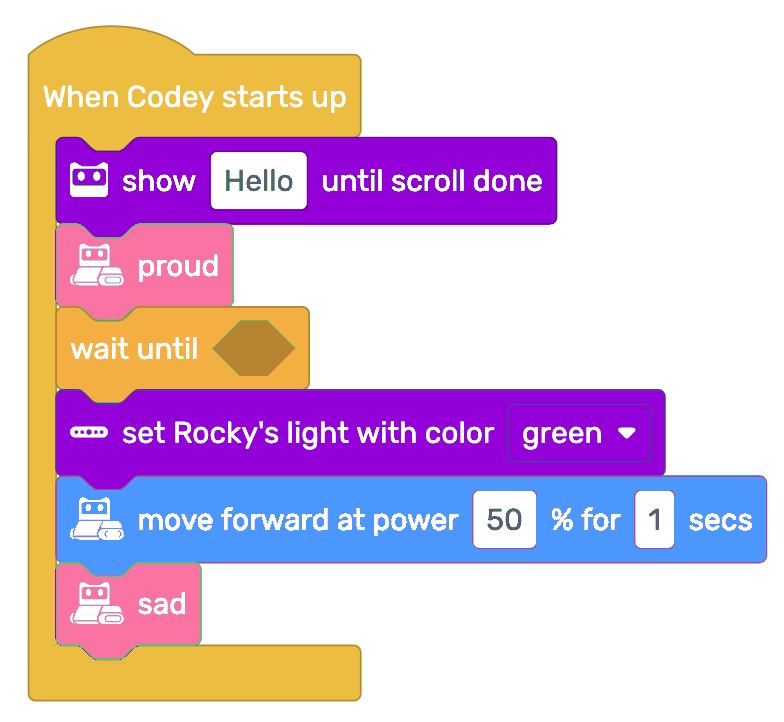 When Codey starts up
show Hello until scroll done
proud
wait until
set Rocky's light with color green
move forward at power 50 % for 1 secs
sad